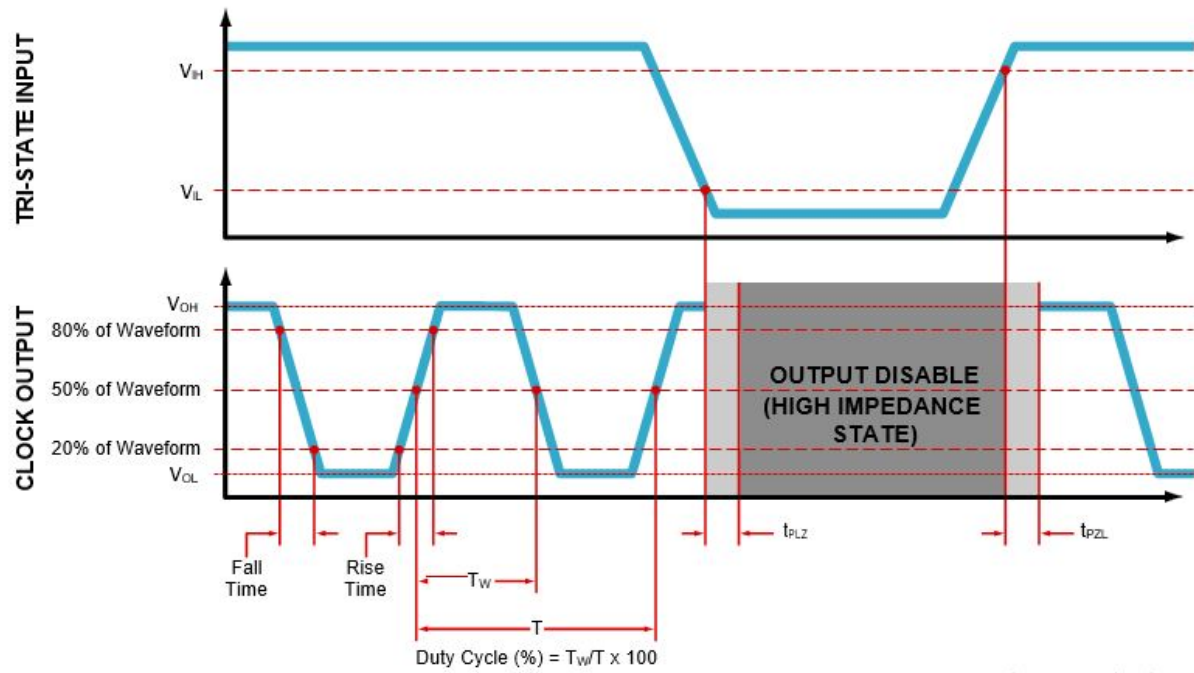 TRI-STATE INPUT
VIH
VIL
CLOCK OUTPUT
VOH
80% of Waveform
50% of Waveform
20% of Waveform
VOL
OUTPUT DISABLE
(HIGH IMPEDANCE
STATE)
Fall
Time
Rise
Time
TW
T
tPLZ
tPZL
Duty Cycle (%) = TW/T x 100